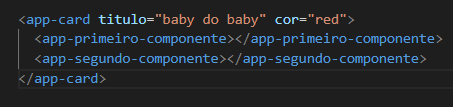 <app-card titulo="baby do baby" cor="red">
<app-primeiro-componente></app-primeiro-componente>
<app-segundo-componente></app-segundo-componente>
</app-card>